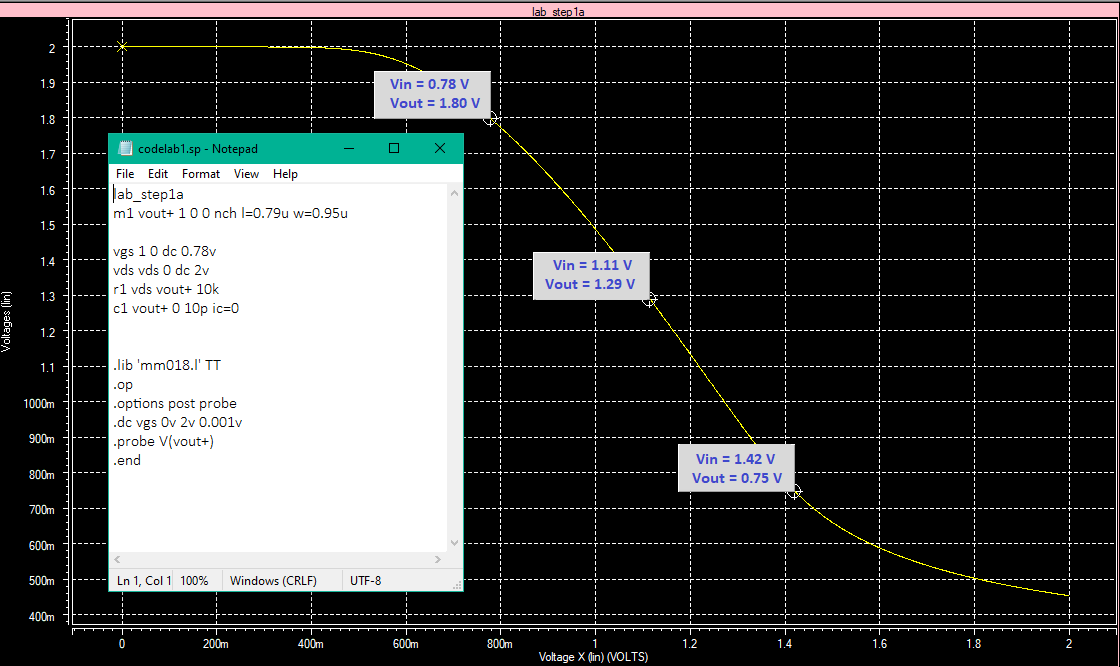 lab_step1a
Voltages (lin)
2
1.9
1.8
1.7
1.6
1.5
1.4
1.3
1.2
1.1
1000m
900m
800m
700m
600m
500m
400m
Vin = 0.78 V
Vout = 1.80 V
codelab1.sp - Notepad
File Edit Format View Help
lab_step1a
m1 vout+ 1 0 0 nch l=0.79u w=0.95u
vgs 1 0 dc 0.78v
vds vds 0 dc 2v
r1 vds vout+ 10k
c1 vout+ 0 10p ic=0
.lib 'mm018.l' TT
.op
.options post probe
.dc vgs 0v 2v 0.001v
.probe V(vout+)
.end
Ln 1, Col 1 100% Windows (CRLF) UTF-8
Vin = 1.11 V
Vout = 1.29 V
Vin = 1.42 V
Vout = 0.75 V
0 200m 400m 600m 800m 1 1.2 1.4 1.6 1.8 2
Voltage X (lin) (VOLTS)